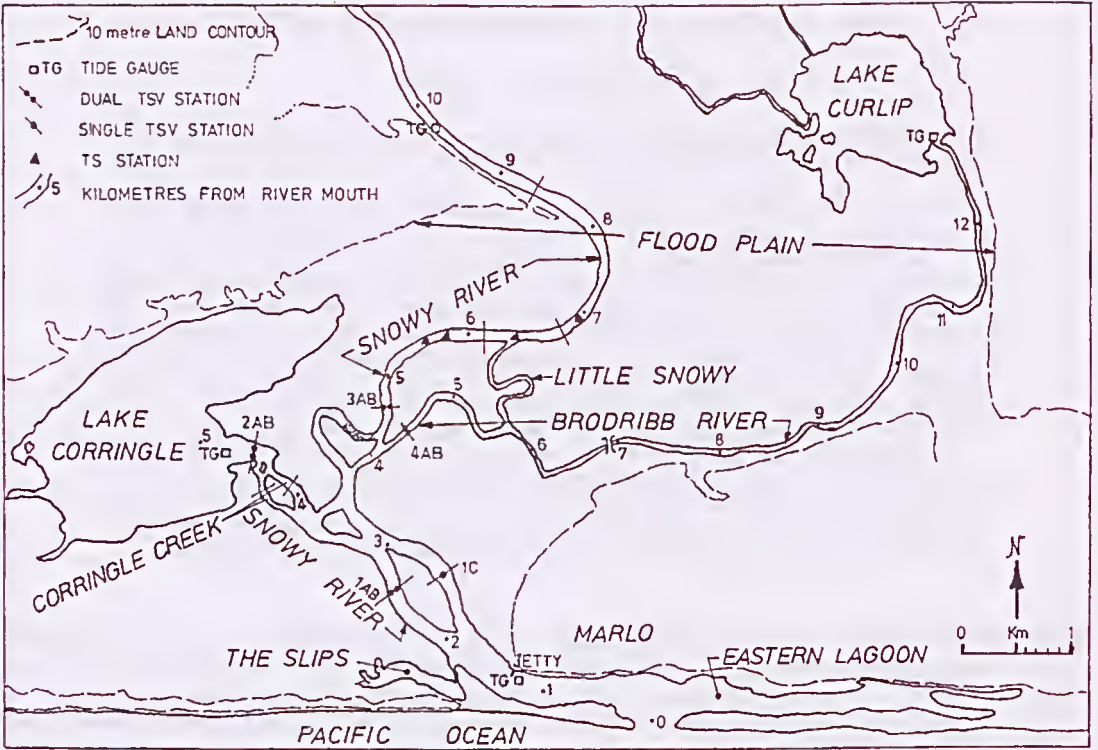 10 metre LAND CONTOUR
TG TIDE GAUGE
DUAL TSV STATION
SINGLE TSV STATION
TS STATION
5 KILOMETRES FROM RIVER MOUTH
10
TG
9
8
LAKE
CURLIP
TG
12
FLOOD PLAIN
SNOWY RIVER
7
6
11
10
5
LITTLE SNOWY
5
3AB
BRODRIBB RIVER
9
LAKE
CORRINGLE
2AB
5
TG
4AB
4
6
7
8
4
CORRINGLE CREEK
SNOWY RIVER
3
1C
1AB
2
N
0 Km 1
MARLO
THE SLIPS
JETTY
TG
1
EASTERN LAGOON
0
PACIFIC OCEAN